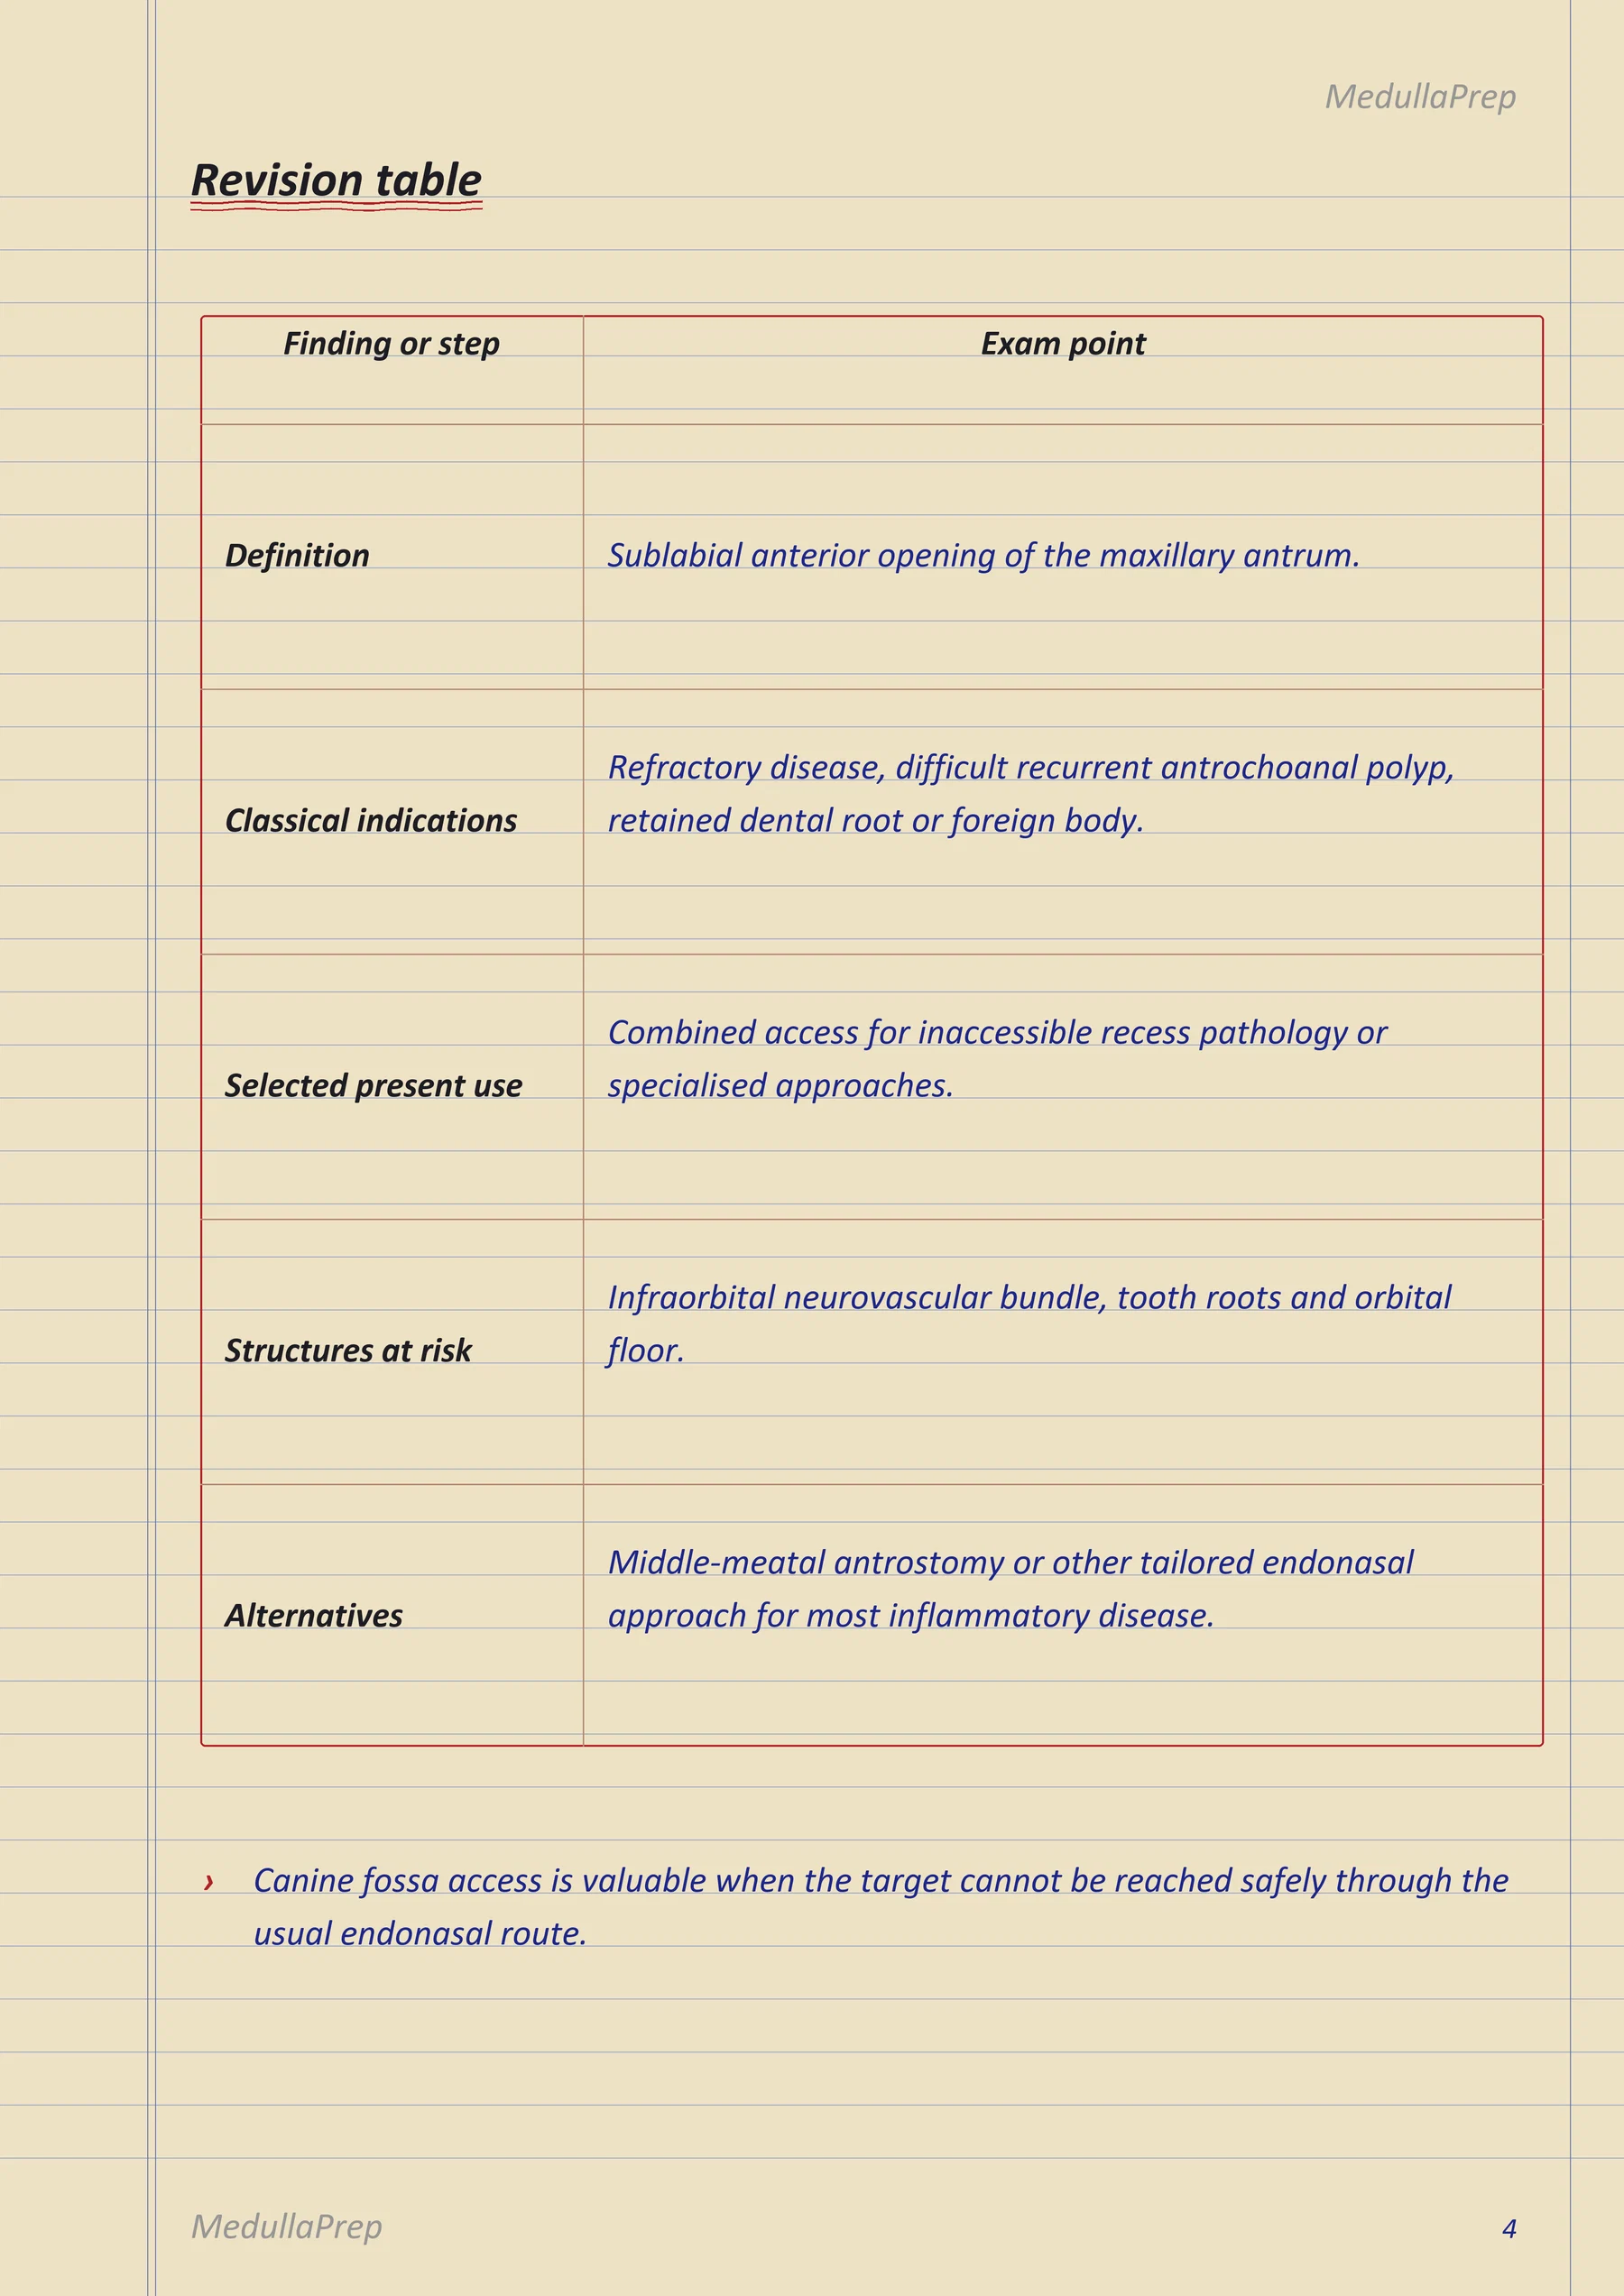 MedullaPrep
Revision table
Finding or step
Exam point
Definition
Sublabial anterior opening of the maxillary antrum.
Classical indications
Refractory disease, difficult recurrent antrochoanal polyp,
retained dental root or foreign body.
Selected present use
Combined access for inaccessible recess pathology or
specialised approaches.
Structures at risk
Infraorbital neurovascular bundle, tooth roots and orbital
floor.
Alternatives
Middle-meatal antrostomy or other tailored endonasal
approach for most inflammatory disease.
› Canine fossa access is valuable when the target cannot be reached safely through the
usual endonasal route.
MedullaPrep
4